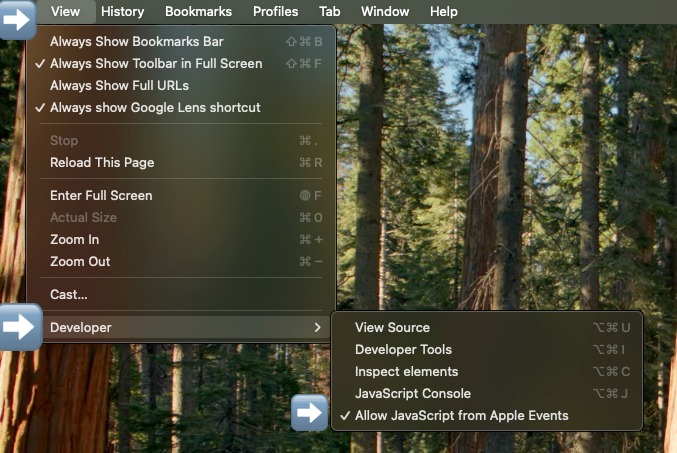 View History Bookmarks Profiles Tab Window Help
Always Show Bookmarks Bar ⇧⌘B
✓ Always Show Toolbar in Full Screen ⇧⌘F
Always Show Full URLs
✓ Always show Google Lens shortcut
Stop ⌘.
Reload This Page ⌘R
Enter Full Screen 🌐F
Actual Size ⌘0
Zoom In ⌘+
Zoom Out ⌘−
Cast...
Developer >
View Source ⌥⌘U
Developer Tools ⌥⌘I
Inspect elements ⌥⌘C
JavaScript Console ⌥⌘J
✓ Allow JavaScript from Apple Events